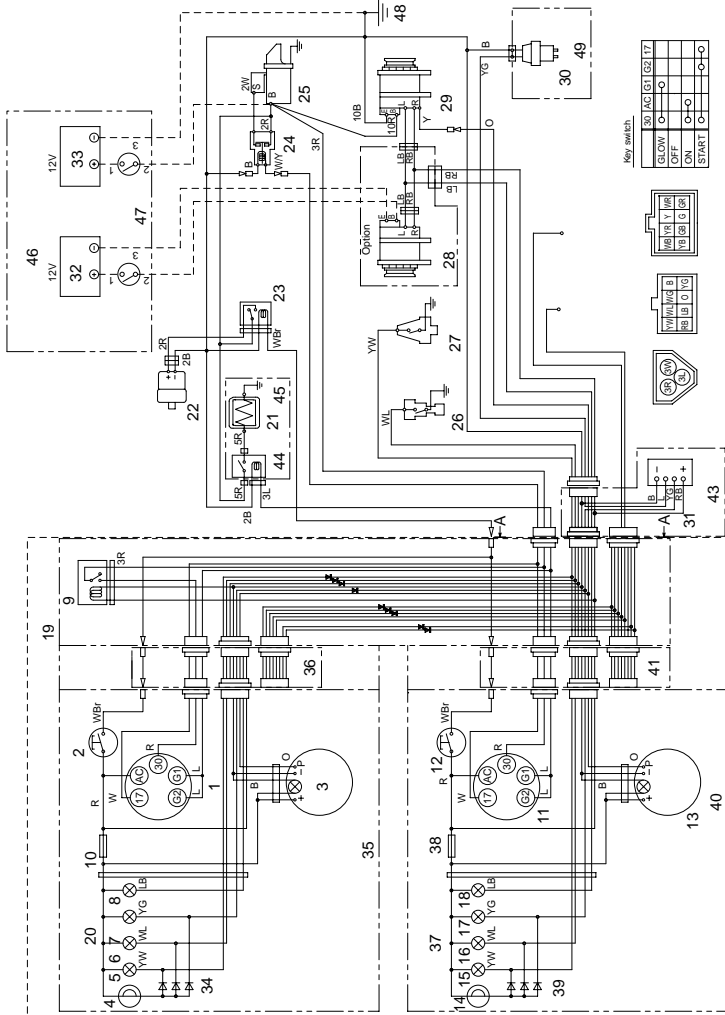 48
49
30
B
YG
O
Key switch
30 AC G1 G2 17
GLOW
OFF
ON
START
46
12V
33
12V
32
47
1
2
3
1
2
3
2W
S
B
25
2R
24
B
W/Y
3R
10B
10R
E
B
L
R
29
Y
LB
RB
RB
LB
Option
E
B
LB
RB
L
R
28
2R
2B
22
23
WBr
45
21
5R
44
5R
3L
2B
YW
27
WL
26
WB YR Y WR
YB GB G GR
YW WL WG B
RB LB O YG
3R
3W
3L
43
B
L
YG
RB
31
A
A
19
9
3R
36
41
2
WBr
R
W
AC
30
17
G1
G2
R
L
L
1
O
P
B
3
35
10
20
8
LB
7
YG
6
WL
5
YW
4
34
12
WBr
R
W
AC
30
17
G1
G2
R
L
L
11
O
P
B
13
40
38
37
18
LB
17
YG
16
WL
15
YW
14
39